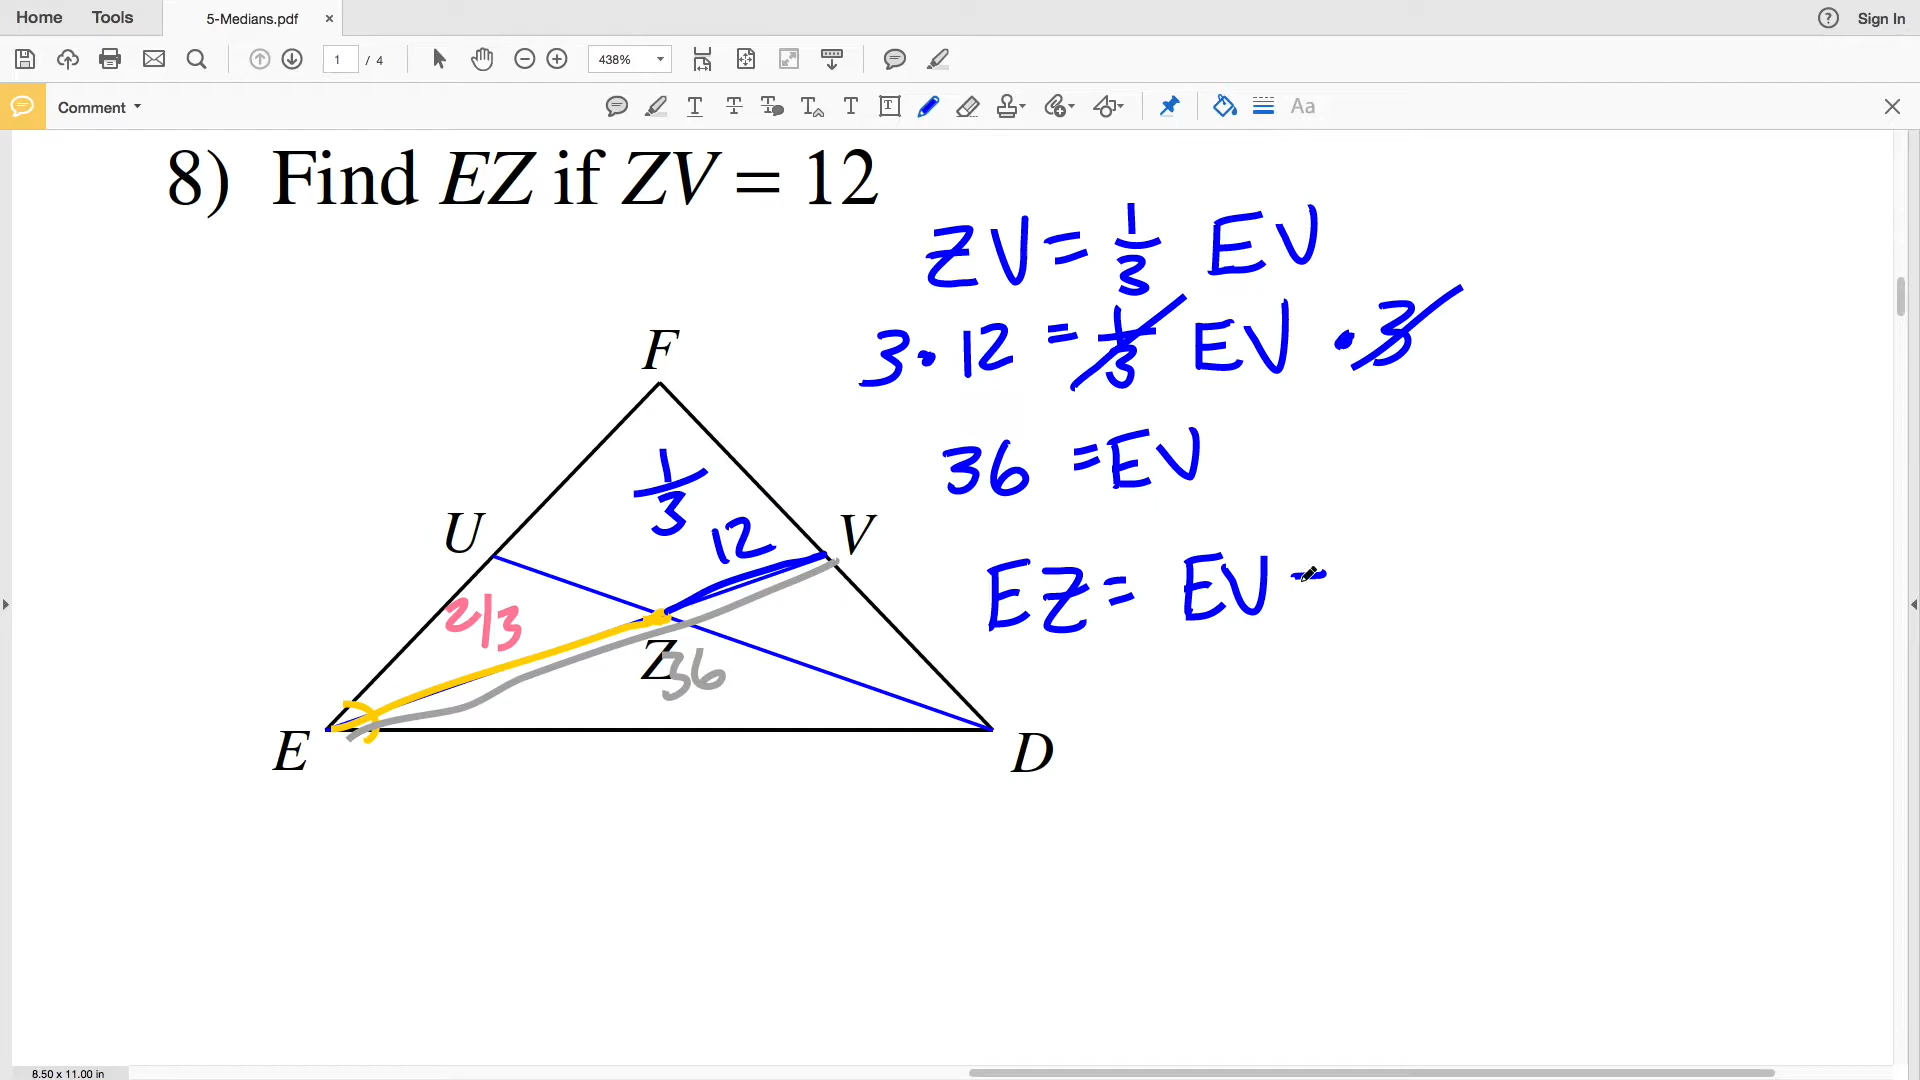 Home Tools 5-Medians.pdf × Sign In
1 / 4 438%
Comment Aa
8) Find EZ if ZV = 12
ZV = 1/3 EV
3 · 12 = 1/3 EV · 3
36 = EV
EZ = EV -
F
1/3
U
12
V
2/3
Z
36
E
D
8.50 x 11.00 in